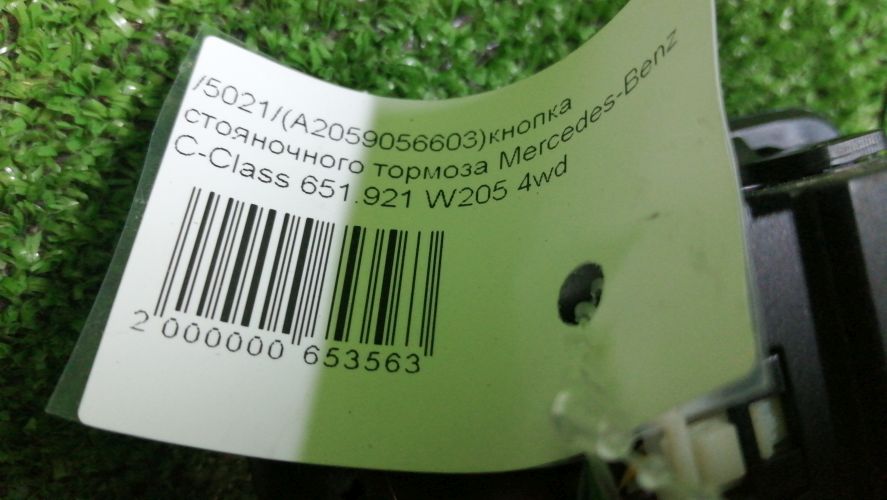 /5021/(A2059056603)кнопка
стояночного тормоза Mercedes-Benz
C-Class 651.921 W205 4wd
2 000000 653563